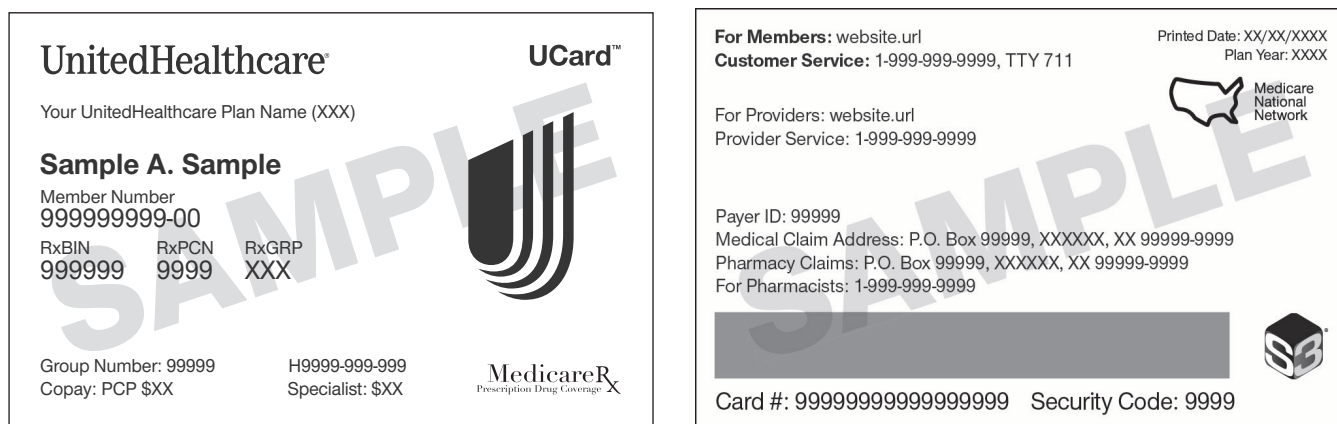 UnitedHealthcare®
UCard™
Your UnitedHealthcare Plan Name (XXX)
Sample A. Sample
Member Number
999999999-00
RxBIN RxPCN RxGRP
999999 9999 XXX
Group Number: 99999 H9999-999-999
Copay: PCP $XX Specialist: $XX
MedicareRx
Prescription Drug Coverage
SAMPLE
For Members: website.url
Customer Service: 1-999-999-9999, TTY 711
Printed Date: XX/XX/XXXX
Plan Year: XXXX
Medicare
National
Network
For Providers: website.url
Provider Service: 1-999-999-9999
Payer ID: 99999
Medical Claim Address: P.O. Box 99999, XXXXXX, XX 99999-9999
Pharmacy Claims: P.O. Box 99999, XXXXXX, XX 99999-9999
For Pharmacists: 1-999-999-9999
S3®
Card #: 99999999999999999 Security Code: 9999
SAMPLE